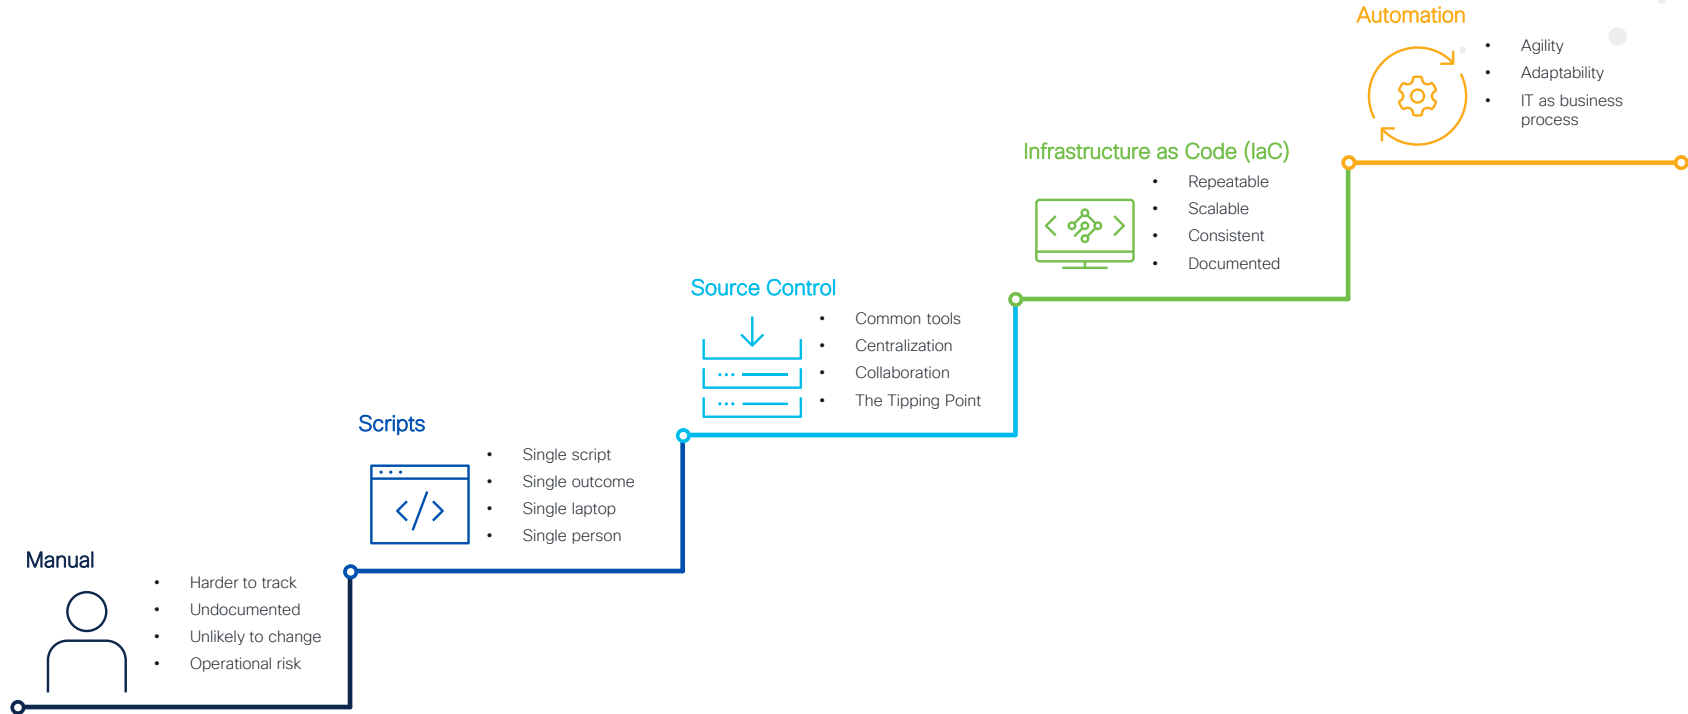 Automation
• Agility
• Adaptability
• IT as business
process
Infrastructure as Code (IaC)
• Repeatable
• Scalable
• Consistent
• Documented
Source Control
• Common tools
• Centralization
• Collaboration
• The Tipping Point
Scripts
• Single script
• Single outcome
• Single laptop
• Single person
Manual
• Harder to track
• Undocumented
• Unlikely to change
• Operational risk